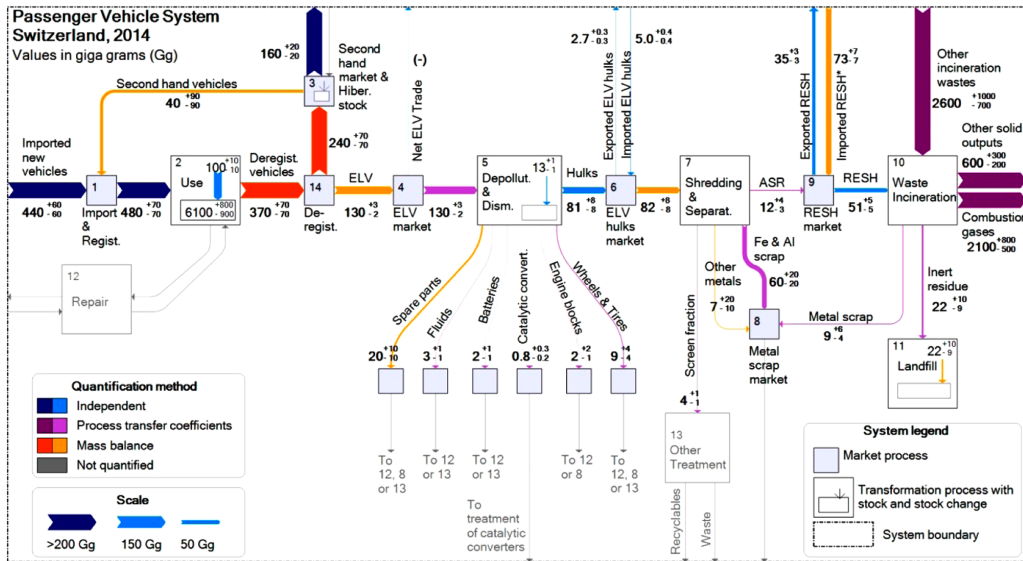 Passenger Vehicle System
Switzerland, 2014
Values in giga grams (Gg)
160 +20 - 20
3
Second
hand
market &
Hiber.
stock
(-)
Net ELV Trade
2.7 +0.3 - 0.3
5.0 +0.4 - 0.4
Exported ELV hulks
Imported ELV hulks
35 +3 - 3
73 +7 - 7
Exported RESH
Imported RESH*
Other
incineration
wastes
2600 +1000 - 700
Second hand vehicles
40 +90 - 90
240 +70 - 70
Imported
new
vehicles
440 +60 - 60
1
Import
& Regist.
480 +70 - 70
2
Use
100 +10 - 10
6100 +800 - 900
Deregist.
vehicles
370 +70 - 70
14
De-
regist.
ELV
130 +3 - 2
4
ELV
market
130 +3 - 2
5
13 +1 - 1
Depollut.
&
Dism.
Hulks
81 +8 - 8
6
ELV
hulks market
82 +8 - 8
7
Shredding
& Separat.
ASR
12 +4 - 3
9
RESH
market
RESH
51 +5 - 5
10
Waste
Incineration
Other solid
outputs
600 +300 - 200
Combustion
gases
2100 +800 - 500
12
Repair
Spare parts
Fluids
Batteries
Catalytic convert.
Engine blocks
Wheels & Tires
20 +10 - 10
3 +1 - 1
2 +1 - 1
0.8 +0.3 - 0.2
2 +2 - 1
9 +4 - 4
To
12, 8
or 13
To 12
or 13
To 12
or 13
To 12
or 8
To
12, 8
or 13
To
treatment
of catalytic
converters
Screen fraction
4 +1 - 1
Other
metals
7 +20 - 10
Fe & Al
scrap
60 +20 - 20
8
Metal
scrap
market
Metal scrap
9 +6 - 4
Inert
residue
22 +10 - 9
11
22 +10 - 9
Landfill
13
Other
Treatment
Recyclables
Waste
Quantification method
Independent
Process transfer coefficients
Mass balance
Not quantified
Scale
>200 Gg
150 Gg
50 Gg
System legend
Market process
Transformation process with
stock and stock change
System boundary